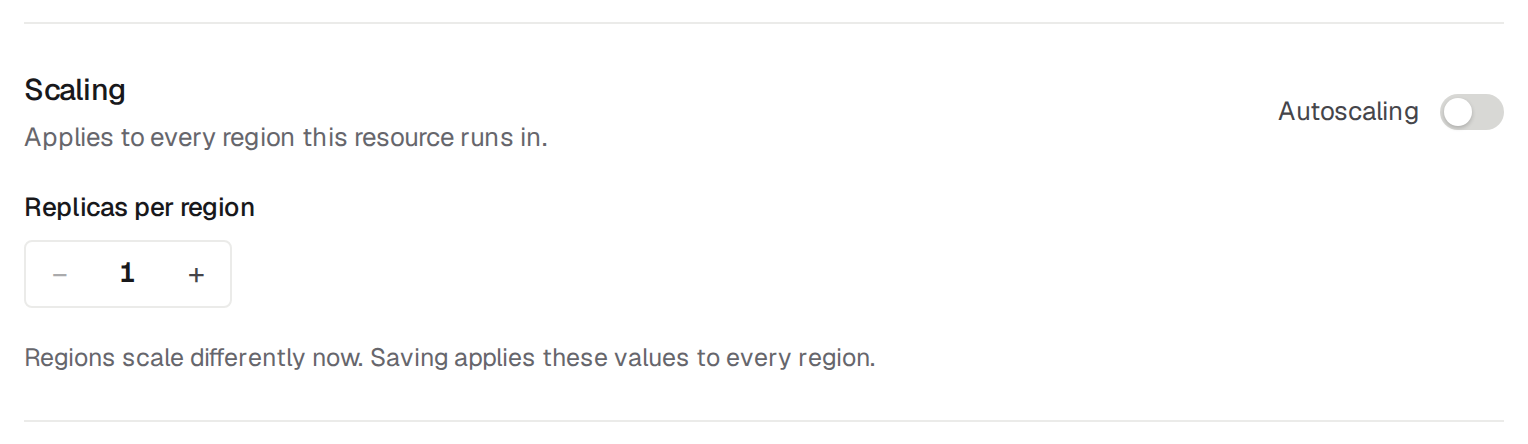 Scaling
Applies to every region this resource runs in.
Autoscaling
Replicas per region
− 1 +
Regions scale differently now. Saving applies these values to every region.